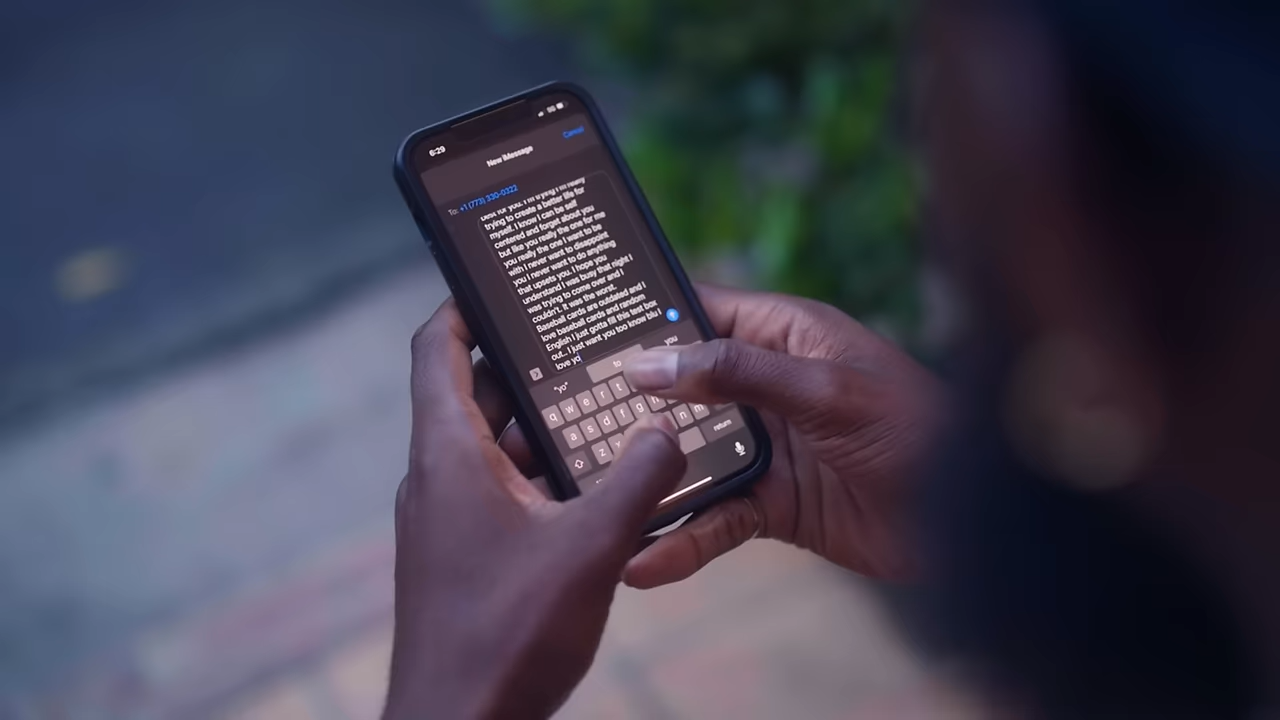 6:29
5G
Cancel
New iMessage
To: +1 (773) 330-0322
best for you. I'm trying I'm really
trying to create a better life for
myself. I know I can be self
centered and forget about you
but like you really the one for me
you really the one I want to be
with I never want to disappoint
you I never want to do anything
that upsets you. I hope you
understand I was busy that night I
was trying to come over and I
couldn't. It was the worst.
Baseball cards are outdated and I
love baseball cards and random
English I just gotta fill this test box
out.. I just want you too know blu I
love yo
"yo"
to
you
q w e r t
a s d f g h
z n m
return